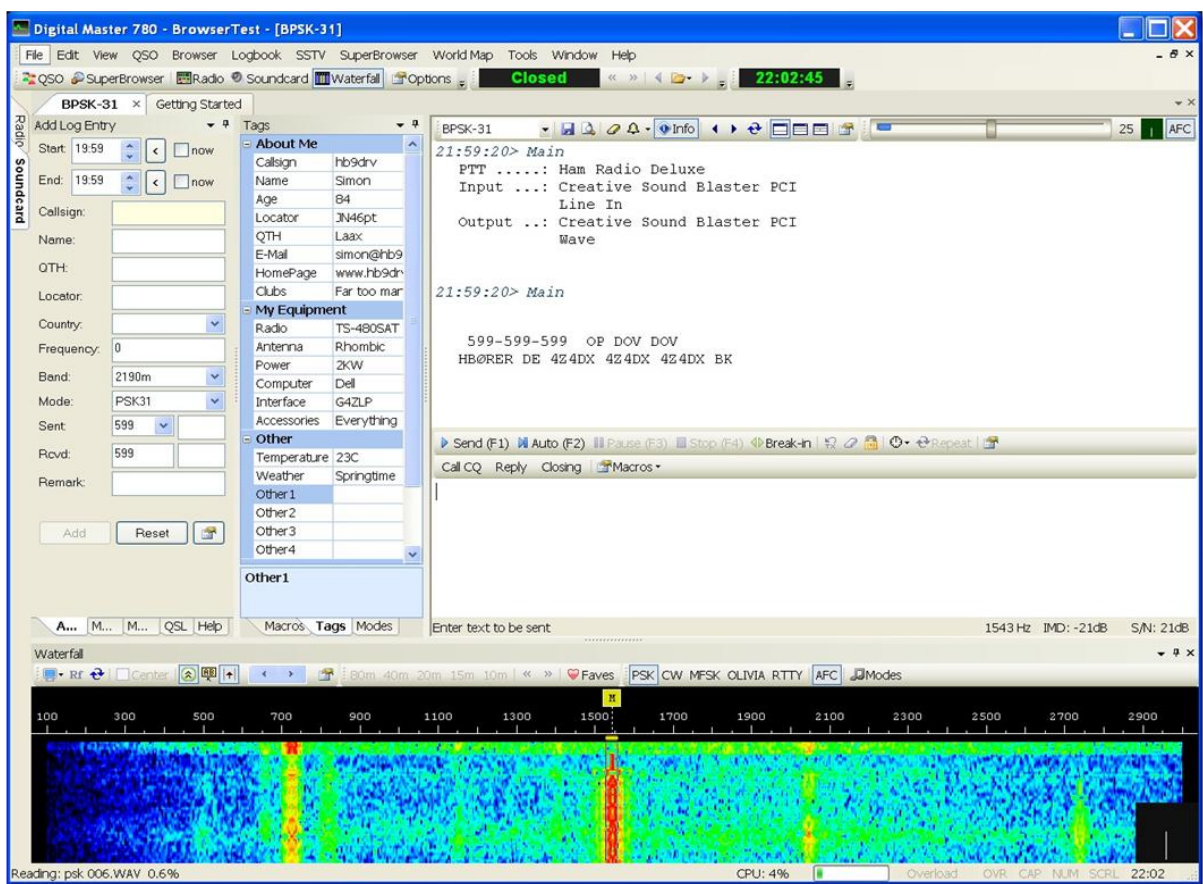 Digital Master 780 - BrowserTest - [BPSK-31]
File Edit View QSO Browser Logbook SSTV SuperBrowser World Map Tools Window Help
QSO SuperBrowser Radio Soundcard Waterfall Options Closed 22:02:45
BPSK-31 Getting Started
Radio
Soundcard
Add Log Entry
Start: 19:59 < now
End: 19:59 < now
Callsign:
Name:
QTH:
Locator:
Country:
Frequency: 0
Band: 2190m
Mode: PSK31
Sent: 599
Rcvd: 599
Remark:
Add Reset
A... M... M... QSL Help
Tags
About Me
Callsign hb9drv
Name Simon
Age 84
Locator JN46pt
QTH Laax
E-Mail simon@hb9
HomePage www.hb9dr
Clubs Far too mar
My Equipment
Radio TS-480SAT
Antenna Rhombic
Power 2KW
Computer Dell
Interface G4ZLP
Accessories Everything
Other
Temperature 23C
Weather Springtime
Other1
Other2
Other3
Other4
Other1
Macros Tags Modes
BPSK-31 Info 25 AFC
21:59:20> Main
PTT .....: Ham Radio Deluxe
Input ...: Creative Sound Blaster PCI
Line In
Output ..: Creative Sound Blaster PCI
Wave
21:59:20> Main
599-599-599 OP DOV DOV
HBØRER DE 4Z4DX 4Z4DX 4Z4DX BK
Send (F1) Auto (F2) Pause (F3) Stop (F4) Break-in Repeat
Call CQ Reply Closing Macros
Enter text to be sent 1543 Hz IMD: -21dB S/N: 21dB
Waterfall
Rf Center 80m 40m 20m 15m 10m « » Faves PSK CW MFSK OLIVIA RTTY AFC Modes
M
100 300 500 700 900 1100 1300 1500 1700 1900 2100 2300 2500 2700 2900
Reading: psk 006.WAV 0.6% CPU: 4% Overload OVR CAP NUM SCRL 22:02